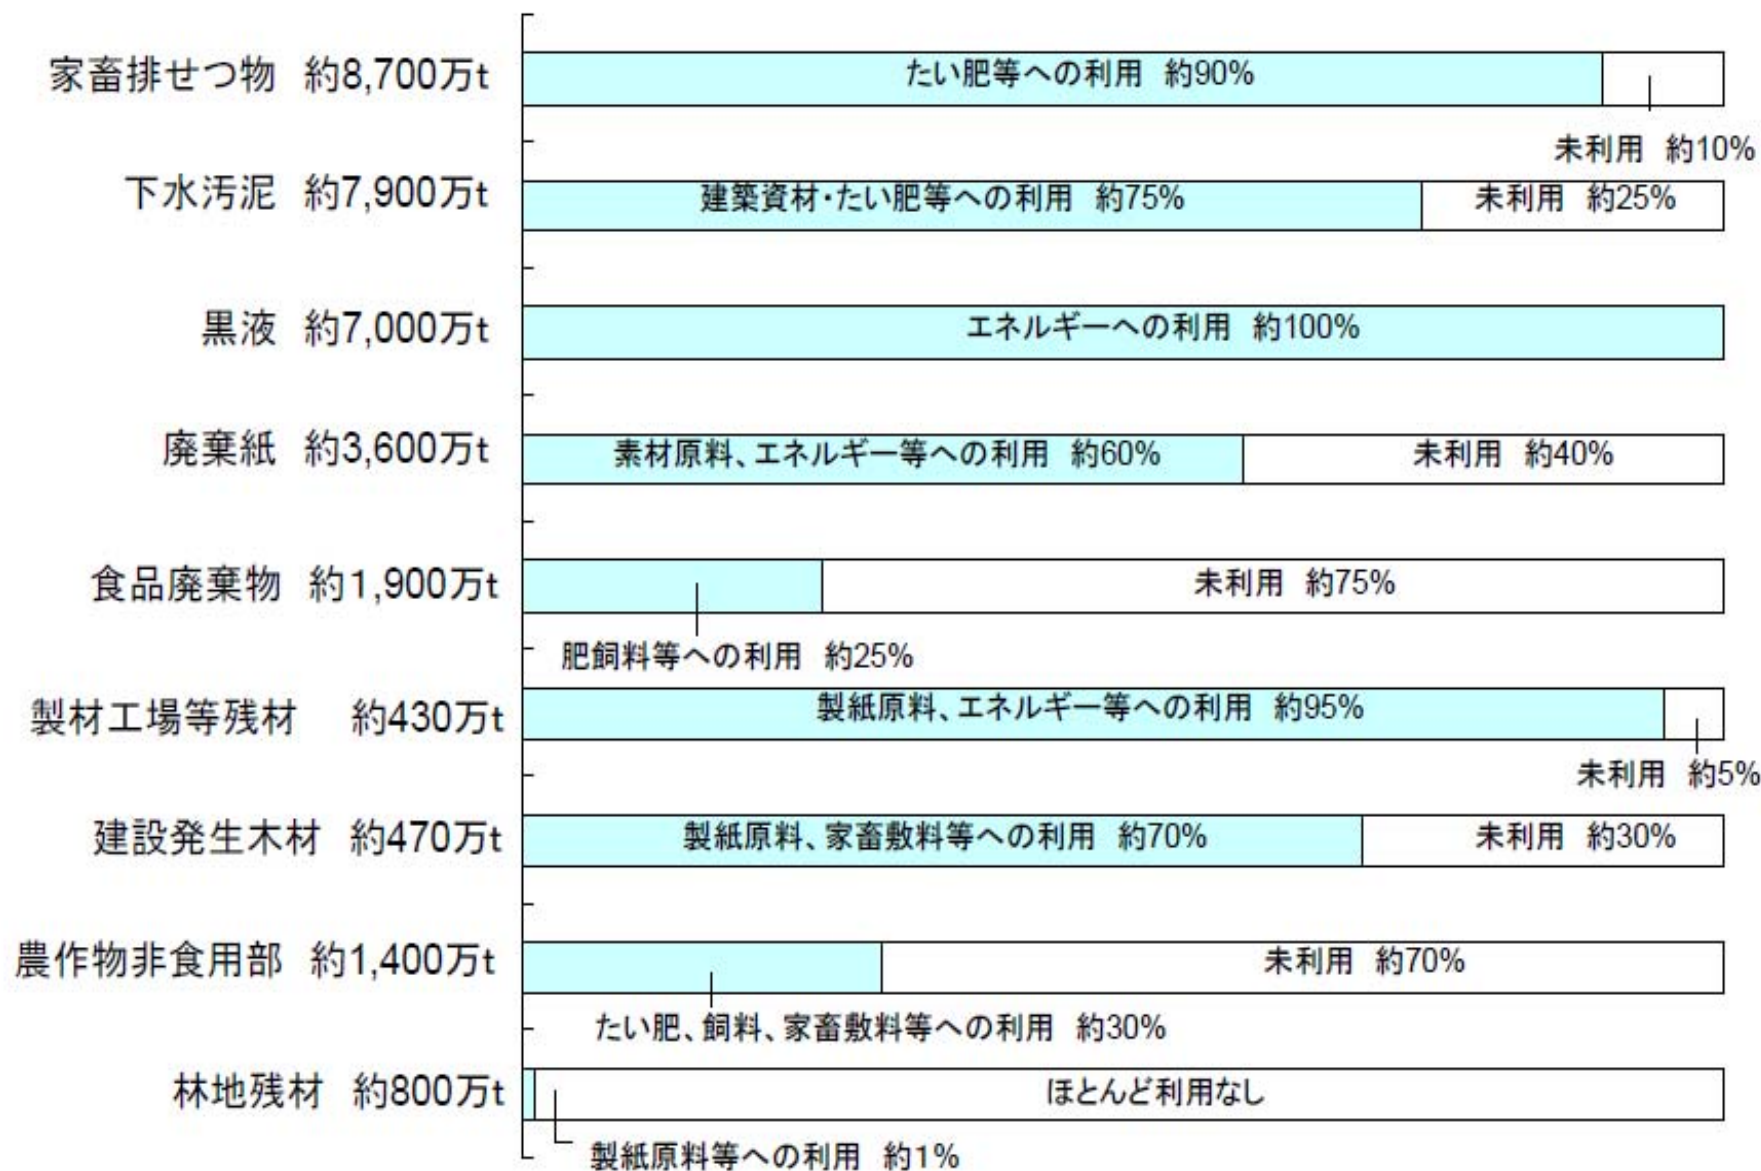 家畜排せつ物 約8,700万t
たい肥等への利用 約90%
未利用 約10%
下水汚泥 約7,900万t
建築資材・たい肥等への利用 約75%
未利用 約25%
黒液 約7,000万t
エネルギーへの利用 約100%
廃棄紙 約3,600万t
素材原料、エネルギー等への利用 約60%
未利用 約40%
食品廃棄物 約1,900万t
未利用 約75%
肥飼料等への利用 約25%
製材工場等残材 約430万t
製紙原料、エネルギー等への利用 約95%
未利用 約5%
建設発生木材 約470万t
製紙原料、家畜敷料等への利用 約70%
未利用 約30%
農作物非食用部 約1,400万t
未利用 約70%
たい肥、飼料、家畜敷料等への利用 約30%
林地残材 約800万t
ほとんど利用なし
製紙原料等への利用 約1%